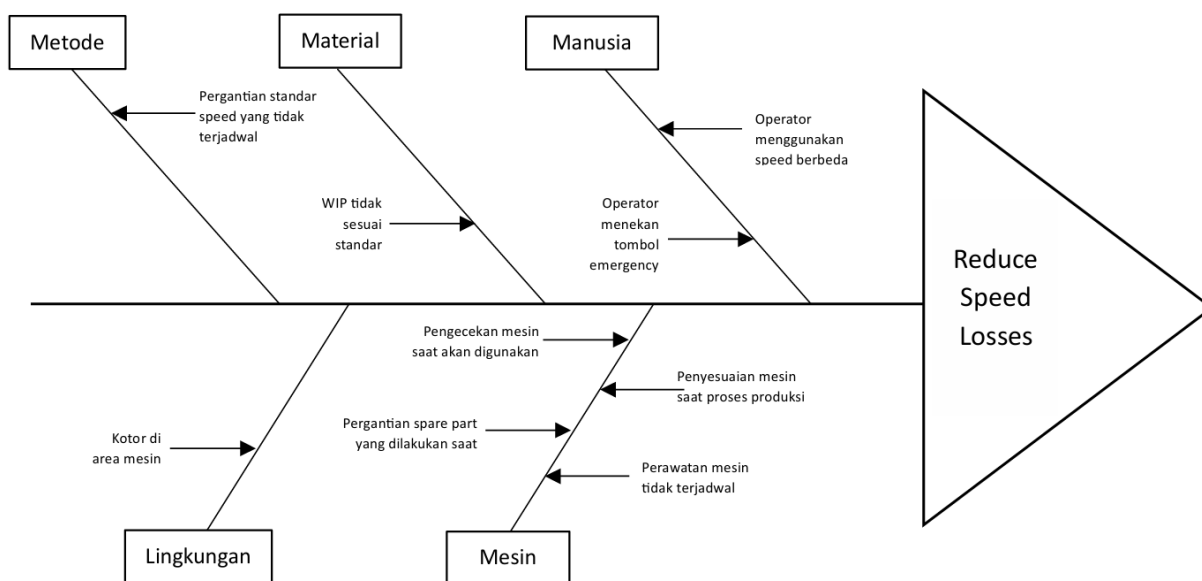 Metode
Material
Manusia
Pergantian standar
speed yang tidak
terjadwal
WIP tidak
sesuai
standar
Operator
menggunakan
speed berbeda
Operator
menekan
tombol
emergency
Reduce
Speed
Losses
Pengecekan mesin
saat akan digunakan
Penyesuaian mesin
saat proses produksi
Pergantian spare part
yang dilakukan saat
Perawatan mesin
tidak terjadwal
Kotor di
area mesin
Lingkungan
Mesin